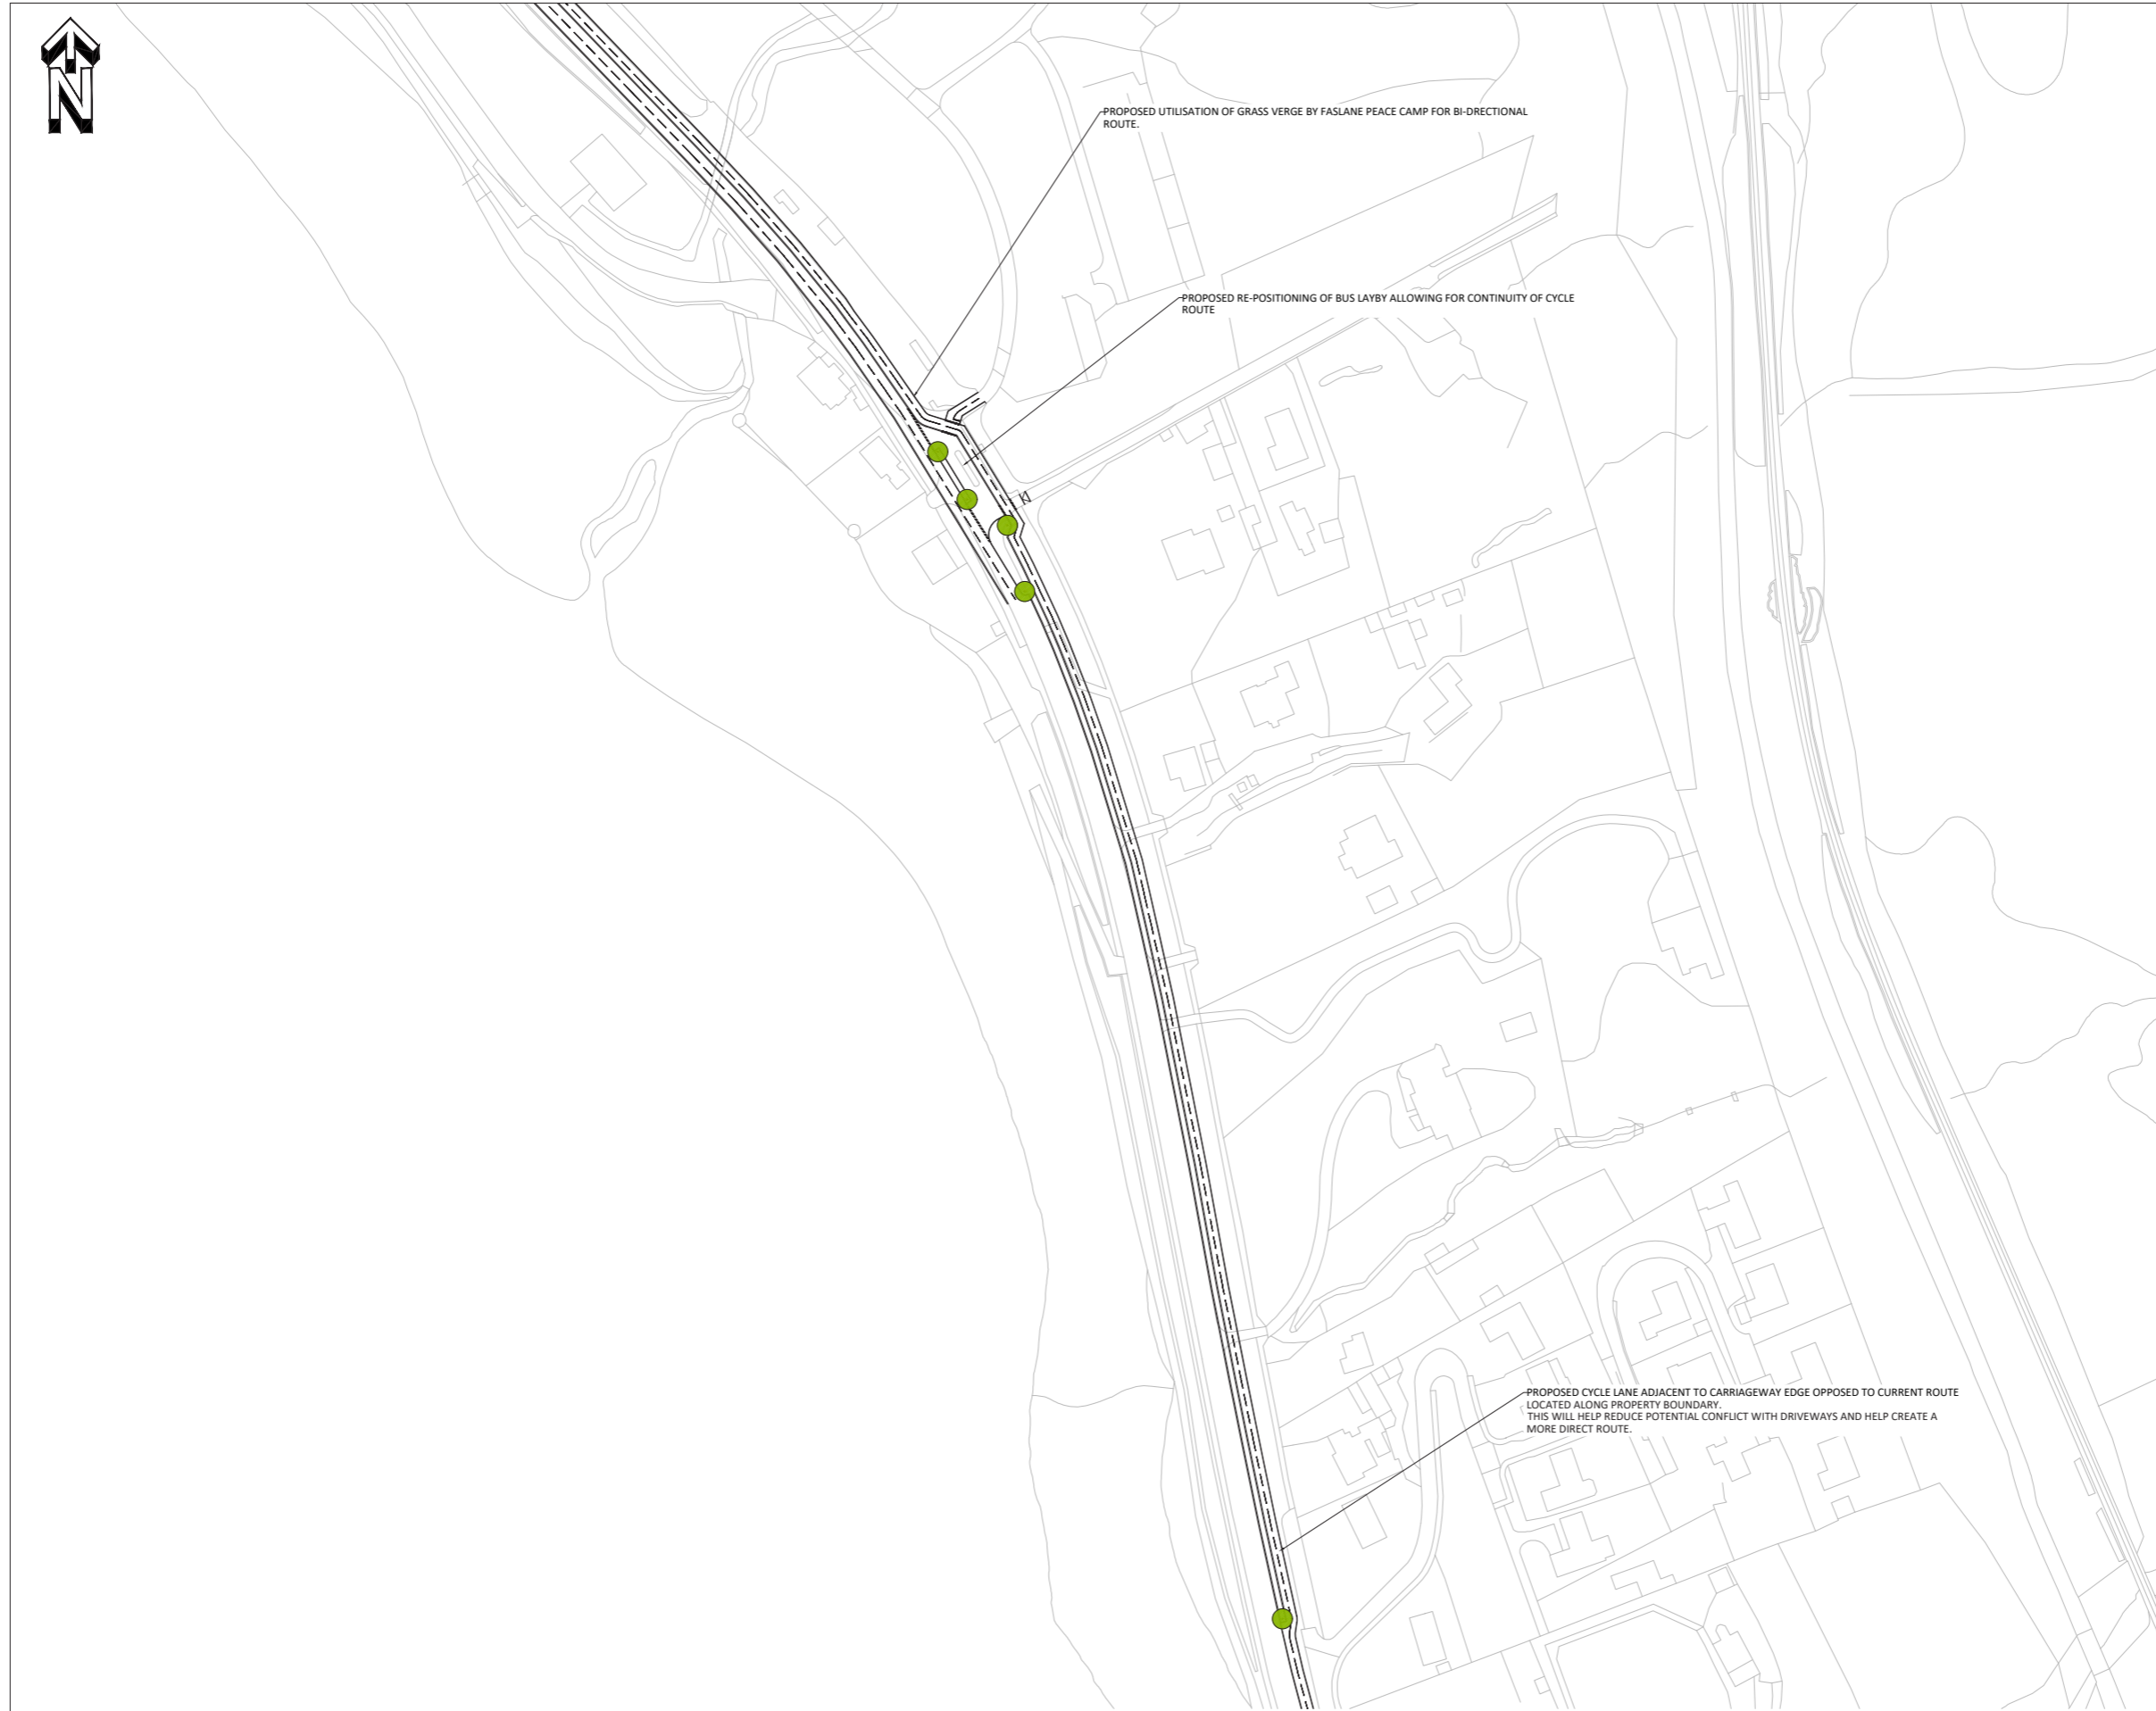 N
PROPOSED UTILISATION OF GRASS VERGE BY FASLANE PEACE CAMP FOR BI-DRECTIONAL
ROUTE.
PROPOSED RE-POSITIONING OF BUS LAYBY ALLOWING FOR CONTINUITY OF CYCLE
ROUTE
PROPOSED CYCLE LANE ADJACENT TO CARRIAGEWAY EDGE OPPOSED TO CURRENT ROUTE
LOCATED ALONG PROPERTY BOUNDARY.
THIS WILL HELP REDUCE POTENTIAL CONFLICT WITH DRIVEWAYS AND HELP CREATE A
MORE DIRECT ROUTE.